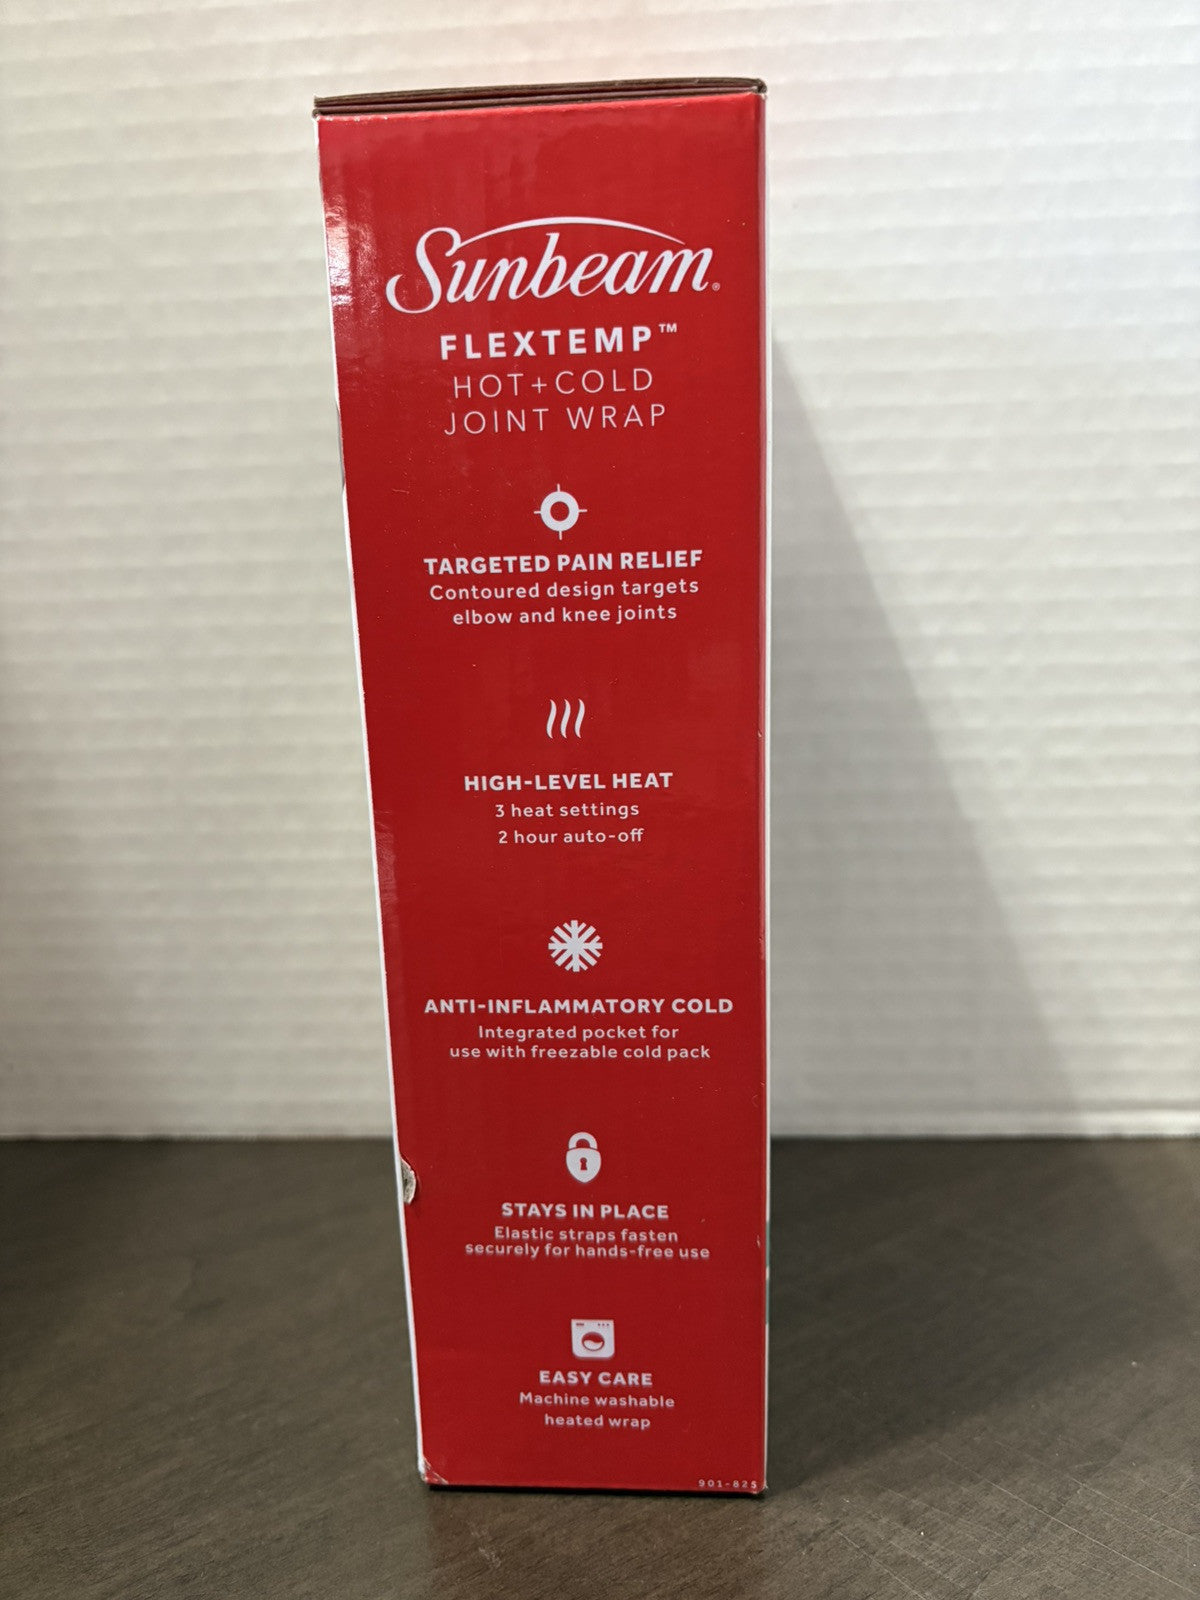 Sunbeam®
FLEXTEMP™
HOT+COLD
JOINT WRAP
TARGETED PAIN RELIEF
Contoured design targets
elbow and knee joints
HIGH-LEVEL HEAT
3 heat settings
2 hour auto-off
ANTI-INFLAMMATORY COLD
Integrated pocket for
use with freezable cold pack
STAYS IN PLACE
Elastic straps fasten
securely for hands-free use
EASY CARE
Machine washable
heated wrap